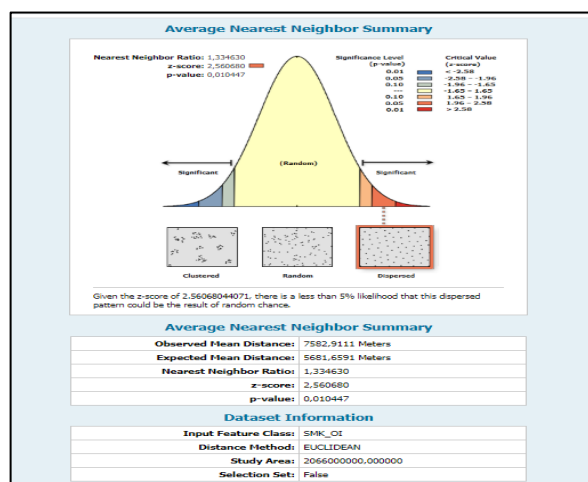 Average Nearest Neighbor Summary
Nearest Neighbor Ratio: 1,334630
z-score: 2,560680
p-value: 0,010447
Significance Level (p-value) Critical Value (z-score)
0.01 < -2.58
0.05 -2.58 – -1.96
0.10 -1.96 – -1.65
--- -1.65 – 1.65
0.10 1.65 – 1.96
0.05 1.96 – 2.58
0.01 > 2.58
Significant
(Random)
Significant
Clustered
Random
Dispersed
Given the z-score of 2.56068044071, there is a less than 5% likelihood that this dispersed
pattern could be the result of random chance.
Average Nearest Neighbor Summary
Observed Mean Distance: 7582,9111 Meters
Expected Mean Distance: 5681,6591 Meters
Nearest Neighbor Ratio: 1,334630
z-score: 2,560680
p-value: 0,010447
Dataset Information
Input Feature Class: SMK_OI
Distance Method: EUCLIDEAN
Study Area: 2066000000,000000
Selection Set: False